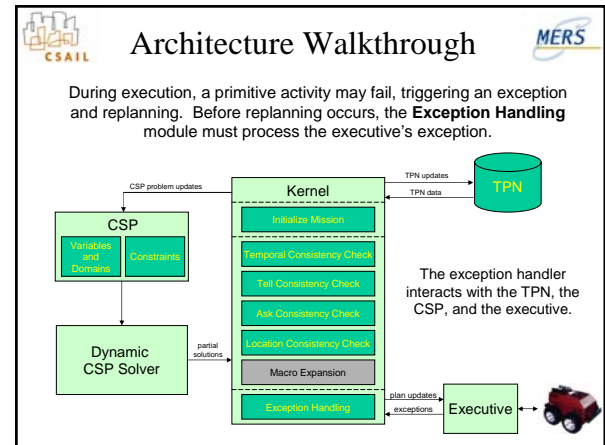 CSAIL
Architecture Walkthrough
MERS
During execution, a primitive activity may fail, triggering an exception
and replanning.  Before replanning occurs, the Exception Handling
module must process the executive's exception.
CSP problem updates
Kernel
TPN updates
TPN data
TPN
Initialize Mission
CSP
Variables
and
Domains
Constraints
Temporal Consistency Check
Tell Consistency Check
Ask Consistency Check
Location Consistency Check
Macro Expansion
Exception Handling
The exception handler
interacts with the TPN, the
CSP, and the executive.
Dynamic
CSP Solver
partial
solutions
plan updates
exceptions
Executive